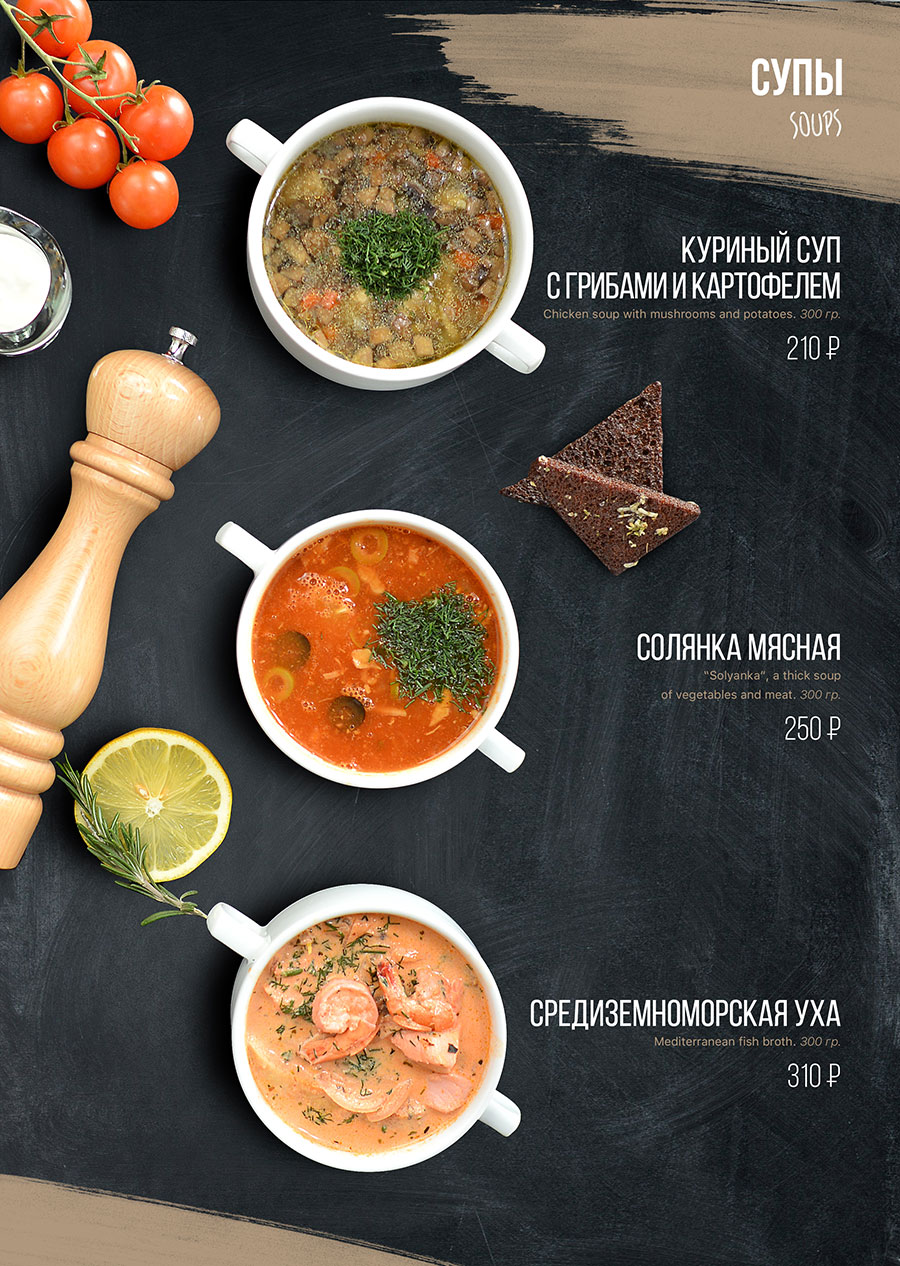 СУПЫ
SOUPS
КУРИНЫЙ СУП
С ГРИБАМИ И КАРТОФЕЛЕМ
Chicken soup with mushrooms and potatoes. 300 гр.
210 ₽
СОЛЯНКА МЯСНАЯ
“Solyanka”, a thick soup
of vegetables and meat. 300 гр.
250 ₽
СРЕДИЗЕМНОМОРСКАЯ УХА
Mediterranean fish broth. 300 гр.
310 ₽